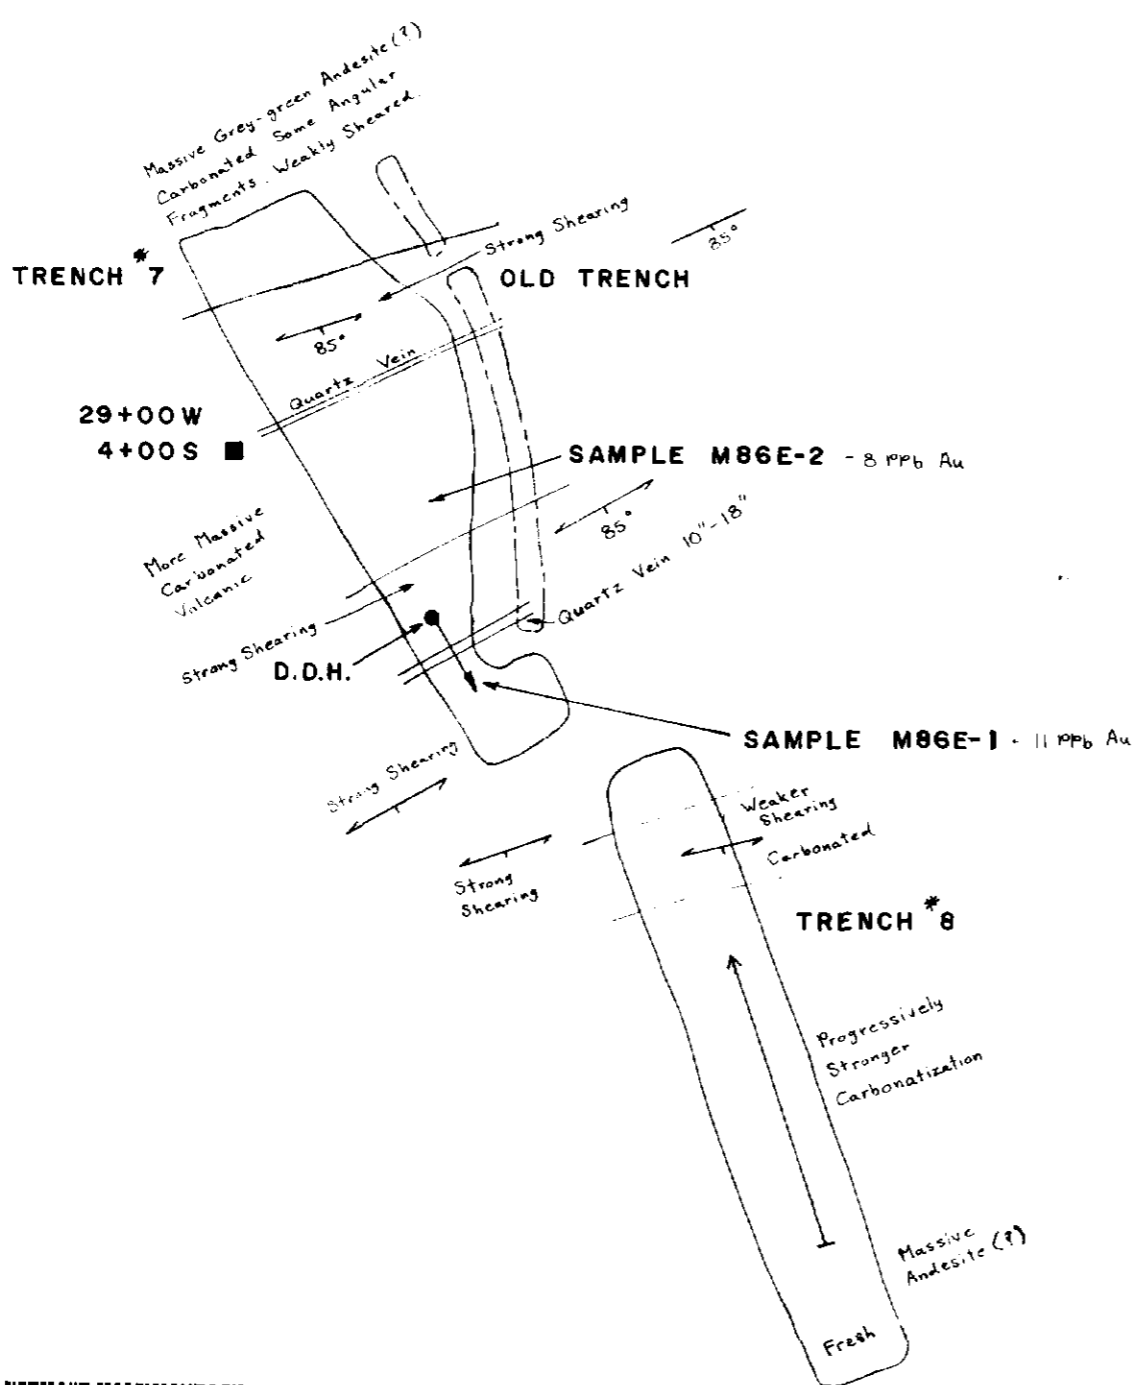 Massive Grey-green Andesite(?)
Carbonated Some Angular
Fragments. Weakly Sheared.
Strong Shearing
85°
TRENCH #7
OLD TRENCH
85°
Quartz Vein
29+00W
4+00S
SAMPLE M86E-2 - 8 ppb Au
More Massive
Carbonated
Volcanic
85°
Quartz Vein 10"-18"
Strong Shearing
D.D.H.
SAMPLE M86E-1 - 11 ppb Au
Strong Shearing
Weaker
Shearing
Carbonated
Strong
Shearing
TRENCH #8
Progressively
Stronger
Carbonatization
Massive
Andesite (?)
Fresh